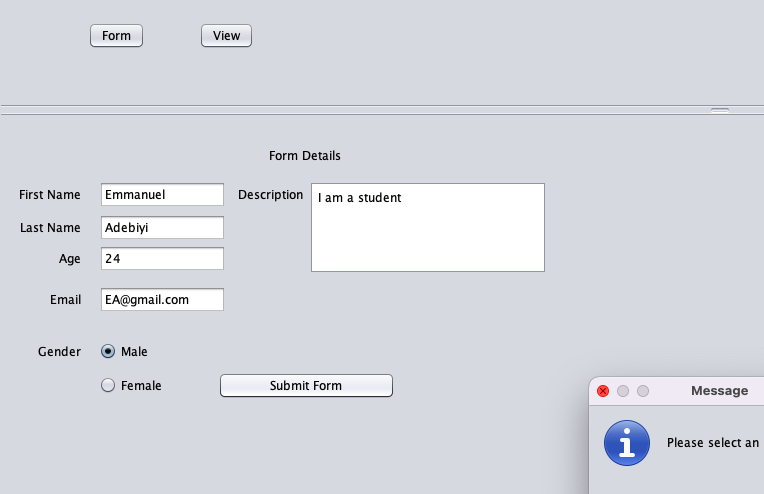 Form View
Form Details
First Name Emmanuel Description I am a student
Last Name Adebiyi
Age 24
Email EA@gmail.com
Gender Male
Female Submit Form
Message
Please select an